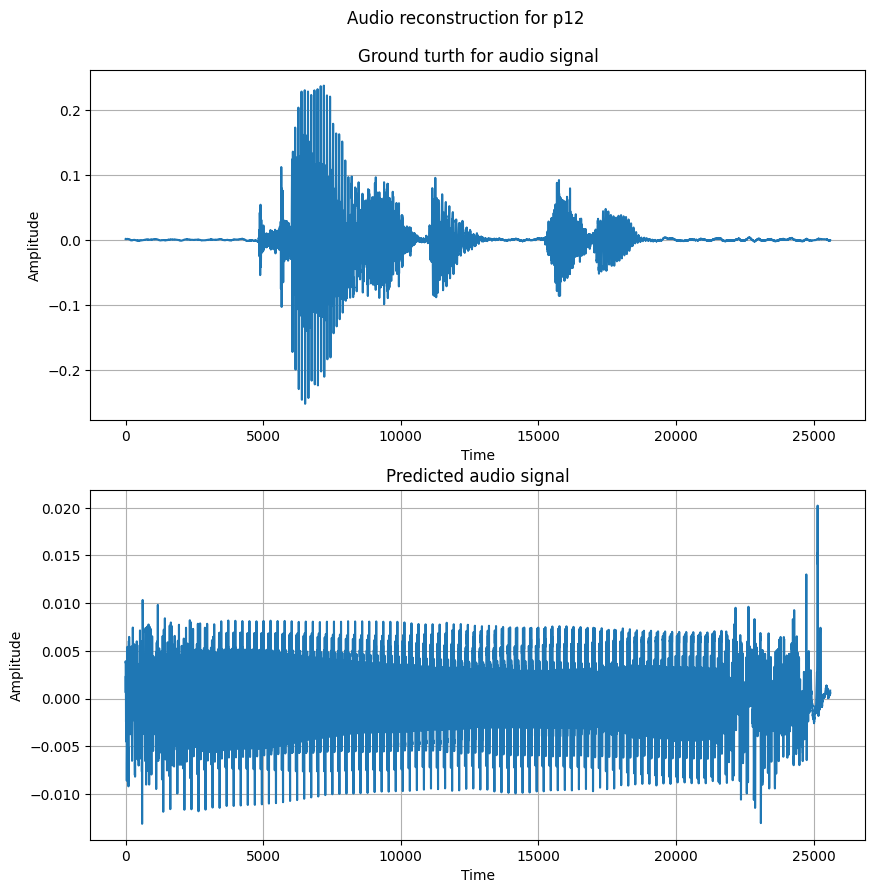 Audio reconstruction for p12
Ground turth for audio signal
0.2
0.1
0.0
−0.1
−0.2
Amplitude
0 5000 10000 15000 20000 25000
Time
Predicted audio signal
0.020
0.015
0.010
0.005
0.000
−0.005
−0.010
Amplitude
0 5000 10000 15000 20000 25000
Time